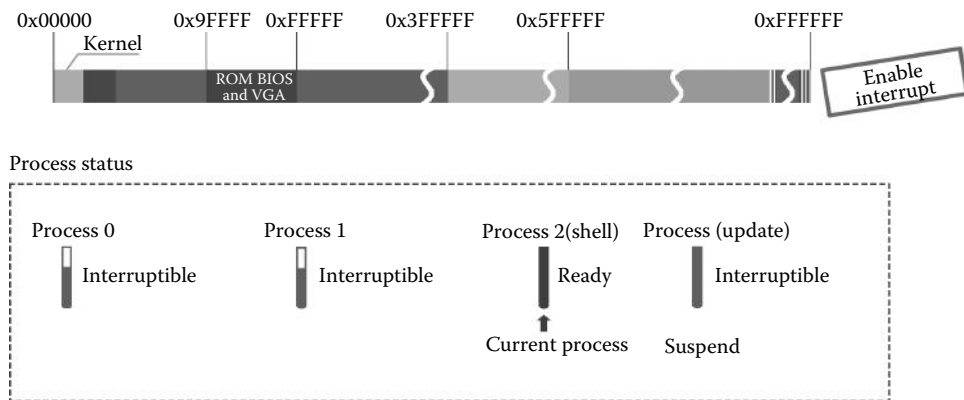 0x00000 0x9FFFF 0xFFFFF 0x3FFFFF 0x5FFFFF 0xFFFFFF
Kernel
ROM BIOS
and VGA
Enable
interrupt
Process status
Process 0 Process 1 Process 2(shell) Process (update)
Interruptible Interruptible Ready Interruptible
Current process Suspend